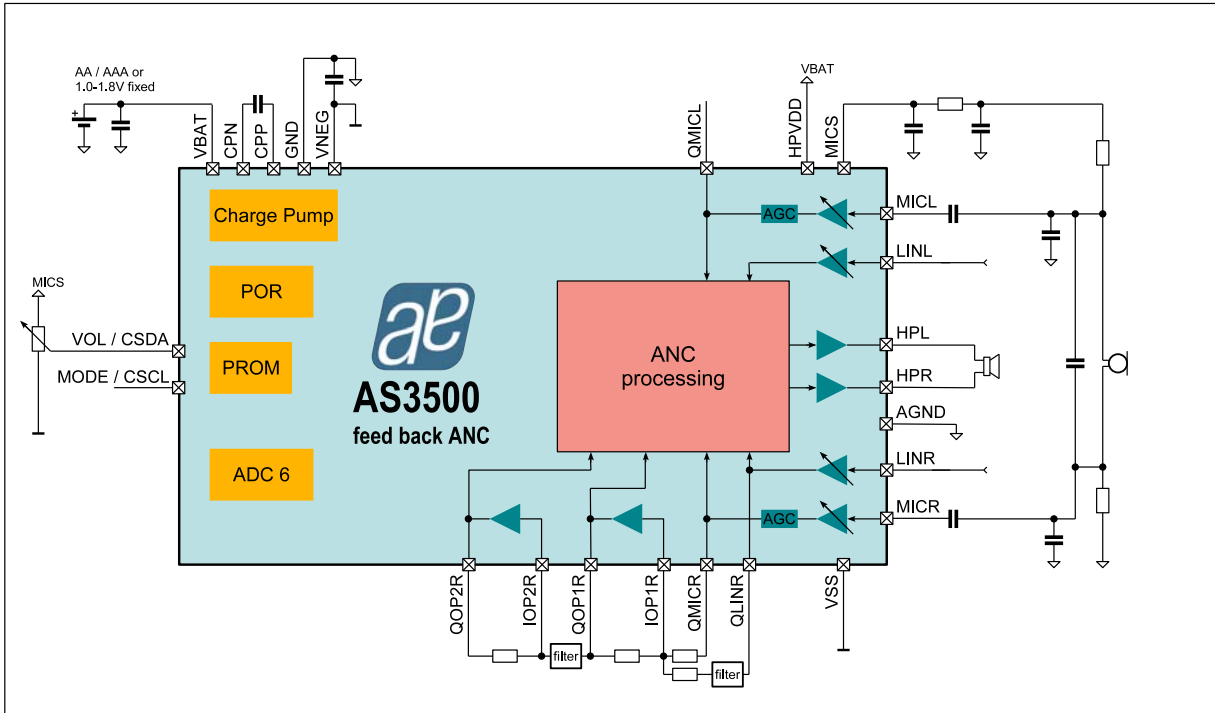 AA / AAA or
1.0-1.8V fixed
VBAT
CPN
CPP
GND
VNEG
QMICL
VBAT
HPVDD
MICS
Charge Pump
POR
PROM
ADC 6
MICS
VOL / CSDA
MODE / CSCL
ae
AS3500
feed back ANC
AGC
ANC
processing
AGC
MICL
LINL
HPL
HPR
AGND
LINR
MICR
QOP2R
IOP2R
QOP1R
IOP1R
QMICR
QLINR
VSS
filter
filter